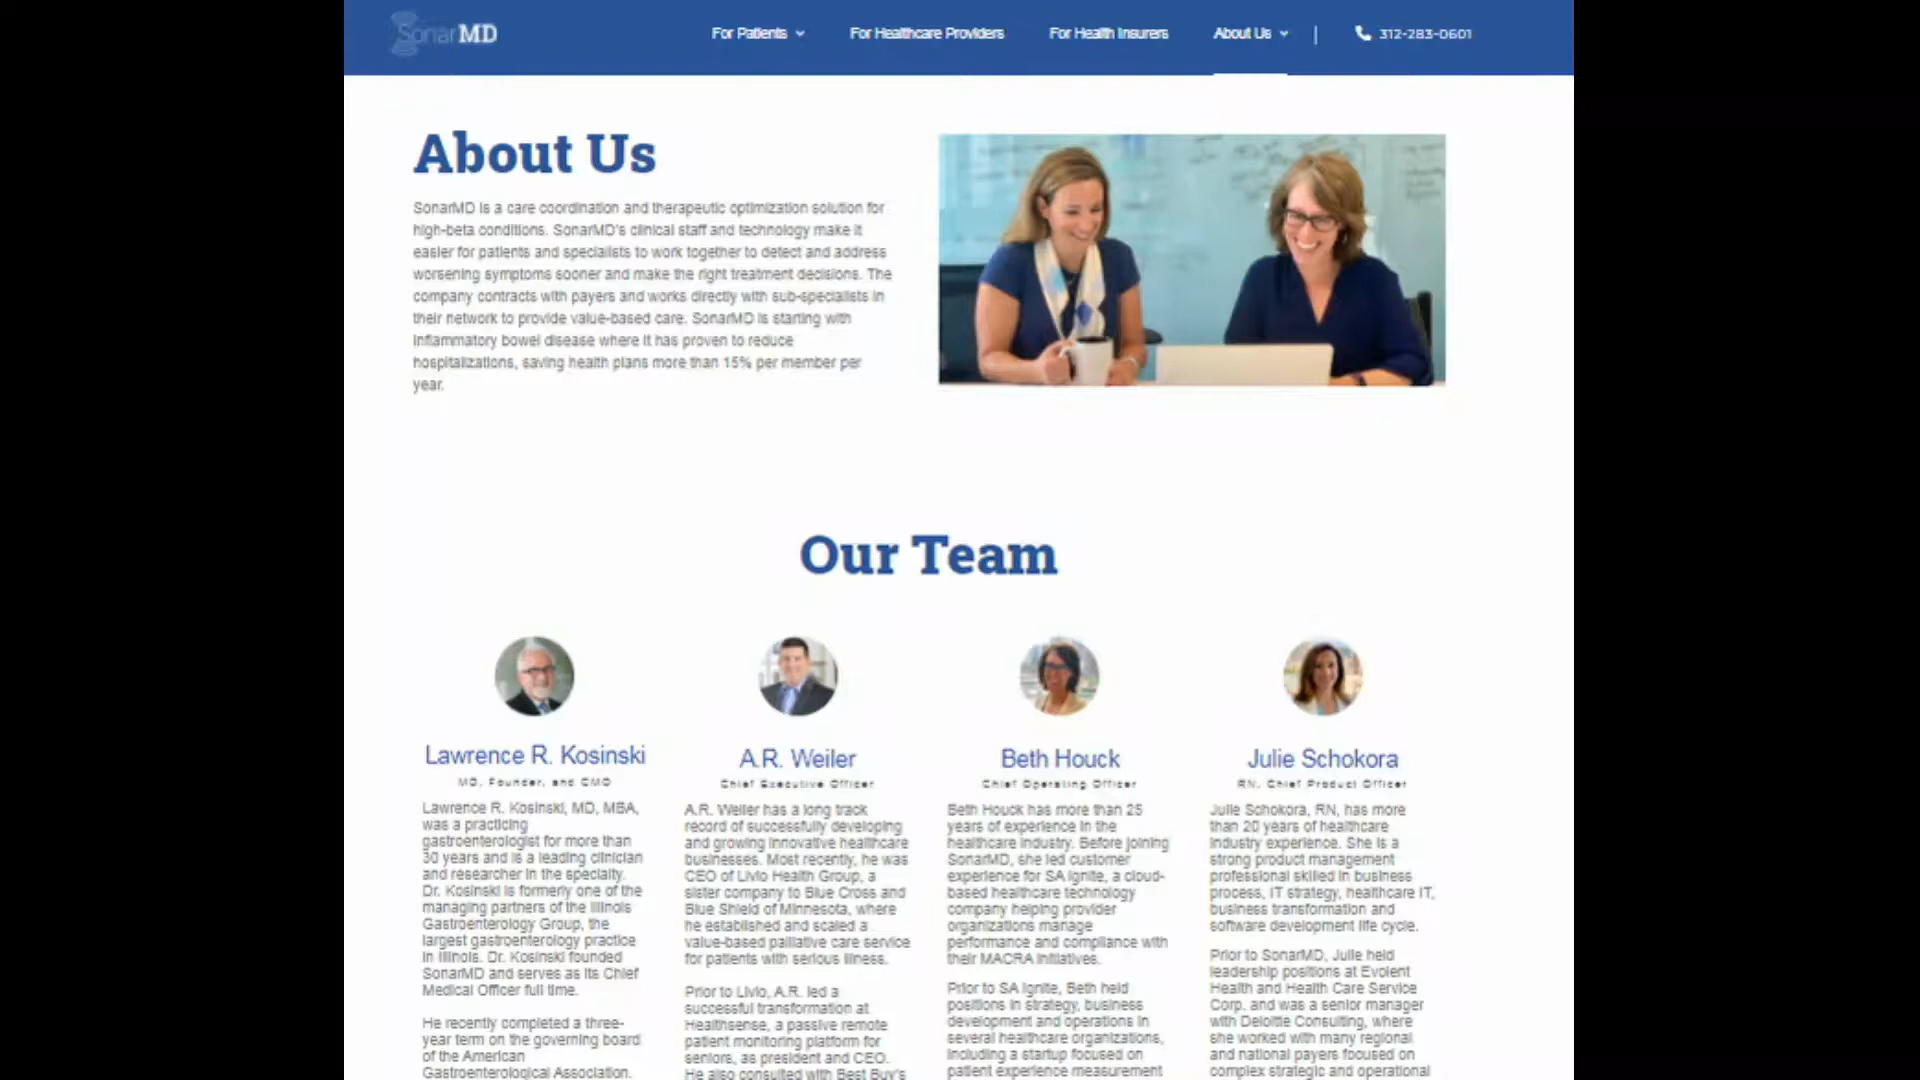 SonarMD
For Patients
For Healthcare Providers
For Health Insurers
About Us
312-283-0601
About Us
SonarMD is a care coordination and therapeutic optimization solution for
high-beta conditions. SonarMD's clinical staff and technology make it
easier for patients and specialists to work together to detect and address
worsening symptoms sooner and make the right treatment decisions. The
company contracts with payers and works directly with sub-specialists in
their network to provide value-based care. SonarMD is starting with
inflammatory bowel disease where it has proven to reduce
hospitalizations, saving health plans more than 15% per member per
year.
Our Team
Lawrence R. Kosinski
MD, Founder, and CMO
Lawrence R. Kosinski, MD, MBA,
was a practicing
gastroenterologist for more than
30 years and is a leading clinician
and researcher in the specialty.
Dr. Kosinski is formerly one of the
managing partners of the Illinois
Gastroenterology Group, the
largest gastroenterology practice
in Illinois. Dr. Kosinski founded
SonarMD and serves as its Chief
Medical Officer full time.
He recently completed a three-
year term on the governing board
of the American
Gastroenterological Association.
A.R. Weiler
Chief Executive Officer
A.R. Weiler has a long track
record of successfully developing
and growing innovative healthcare
businesses. Most recently, he was
CEO of Livio Health Group, a
sister company to Blue Cross and
Blue Shield of Minnesota, where
he established and scaled a
value-based palliative care service
for patients with serious illness.
Prior to Livio, A.R. led a
successful transformation at
Healthsense, a passive remote
patient monitoring platform for
seniors, as president and CEO.
He also consulted with Best Buy's
Beth Houck
Chief Operating Officer
Beth Houck has more than 25
years of experience in the
healthcare industry. Before joining
SonarMD, she led customer
experience for SA Ignite, a cloud-
based healthcare technology
company helping provider
organizations manage
performance and compliance with
their MACRA initiatives.
Prior to SA Ignite, Beth held
positions in strategy, business
development and operations in
several healthcare organizations,
including a startup focused on
patient experience measurement
Julie Schokora
RN, Chief Product Officer
Julie Schokora, RN, has more
than 20 years of healthcare
industry experience. She is a
strong product management
professional skilled in business
process, IT strategy, healthcare IT,
business transformation and
software development life cycle.
Prior to SonarMD, Julie held
leadership positions at Evolent
Health and Health Care Service
Corp. and was a senior manager
with Deloitte Consulting, where
she worked with many regional
and national payers focused on
complex strategic and operational